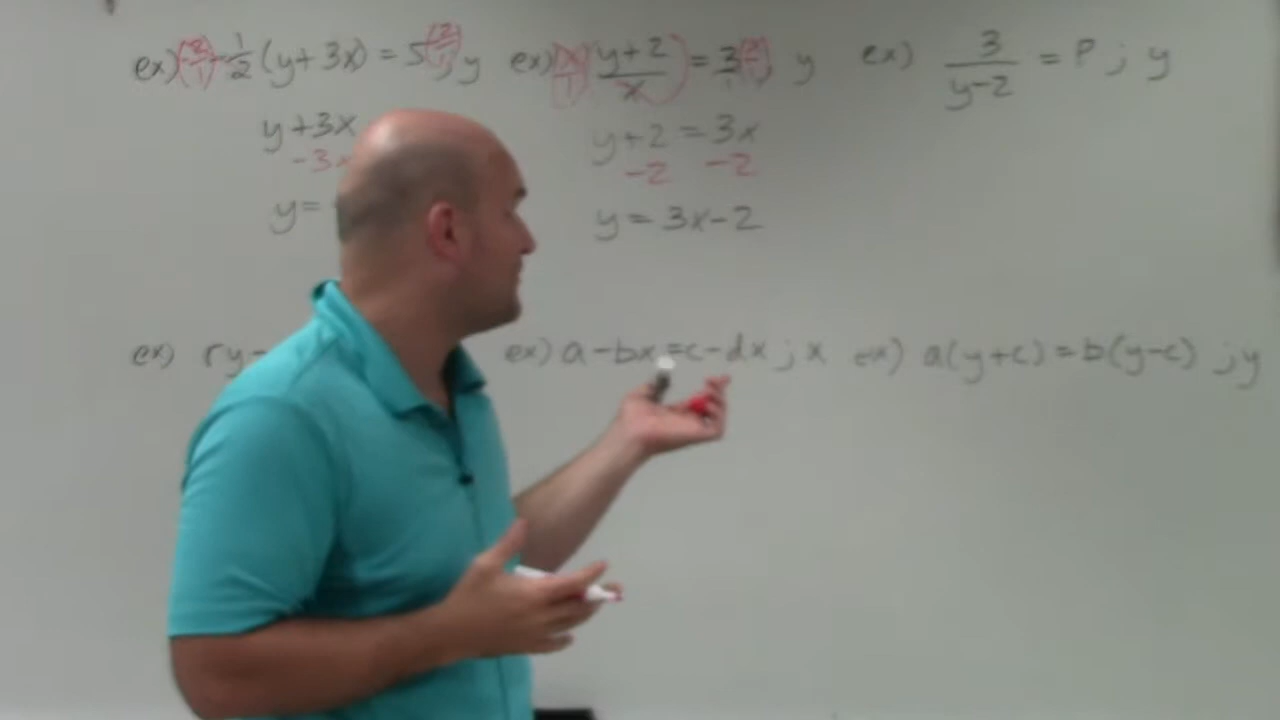 ex) (2/1) 1/2 (y+3x) = 5 (2/1) ; y
y+3x
-3x
y=
ex) (x/1) (y+2)/x = 3 ; y
y+2 = 3x
-2 -2
y = 3x-2
ex) 3/(y-2) = P ; y
ex) ry-
ex) a-bx=c-dx ; x
ex) a(y+c)=b(y-c) ; y